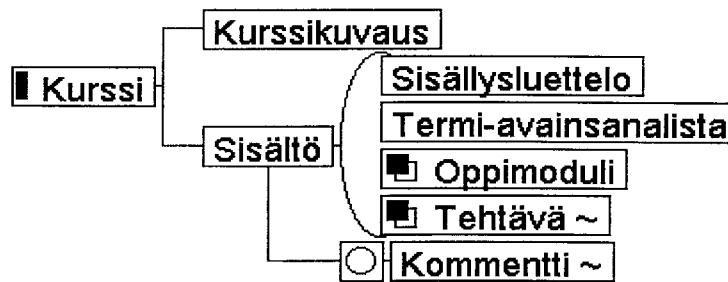 Kurssikuvaus
Kurssi
Sisällysluettelo
Termi-avainsanalista
Sisältö
Oppimoduli
Tehtävä ~
Kommentti ~